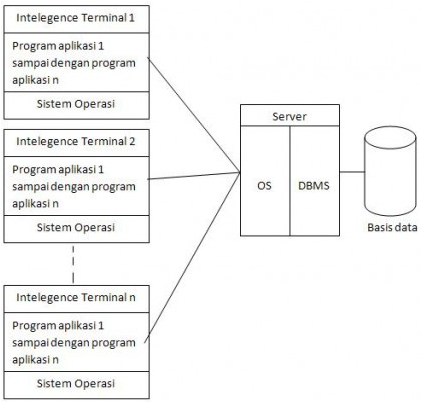 Intelegence Terminal 1
Program aplikasi 1
sampai dengan program
aplikasi n
Sistem Operasi
Intelegence Terminal 2
Program aplikasi 1
sampai dengan program
aplikasi n
Sistem Operasi
Intelegence Terminal n
Program aplikasi 1
sampai dengan program
aplikasi n
Sistem Operasi
Server
OS
DBMS
Basis data